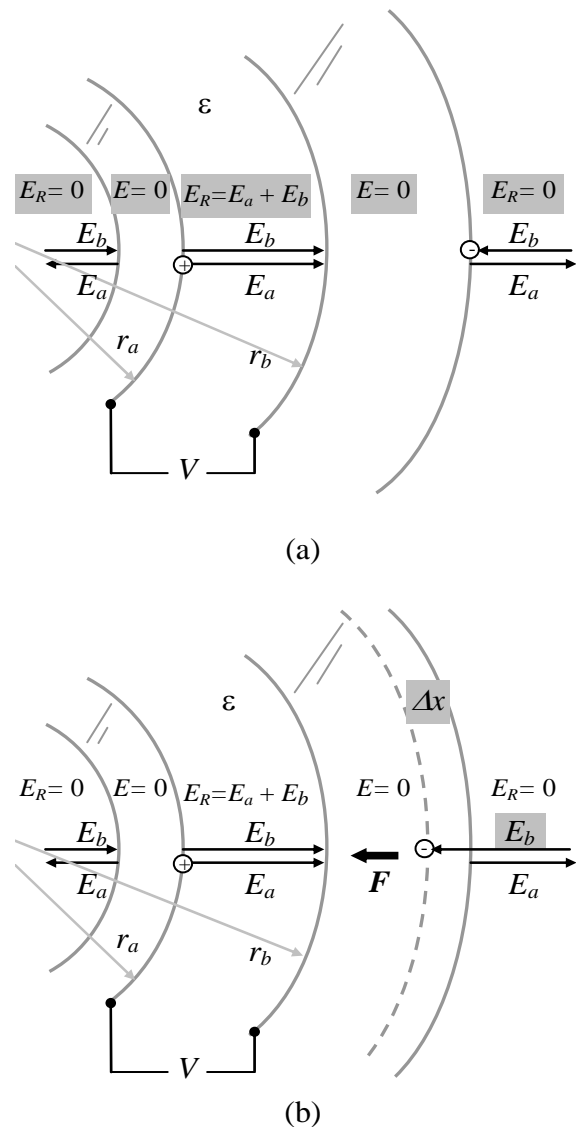 ε
E_R= 0 E= 0 E_R=E_a + E_b E= 0 E_R= 0
E_b E_b - E_b
E_a + E_a E_a
r_a r_b
V
(a)
ε Δx
E_R= 0 E= 0 E_R=E_a + E_b E= 0 E_R= 0
E_b E_b - E_b
E_a + E_a F E_a
r_a r_b
V
(b)